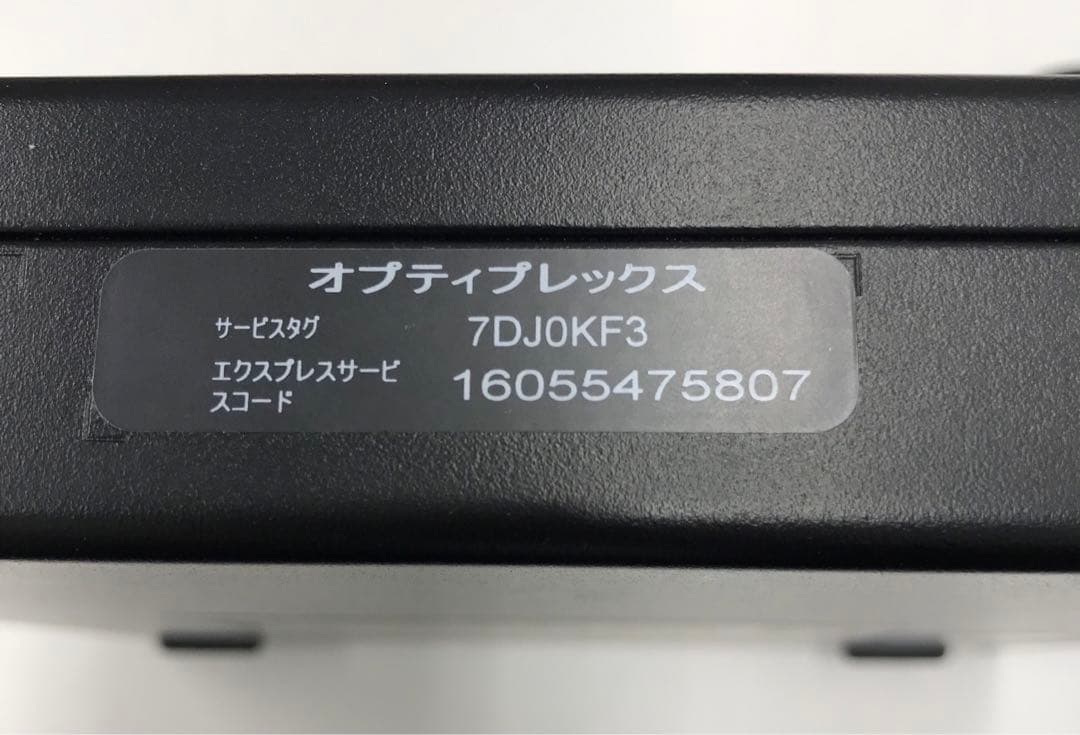 オプティプレックス
サービスタグ 7DJ0KF3
エクスプレスサービ
スコード 16055475807